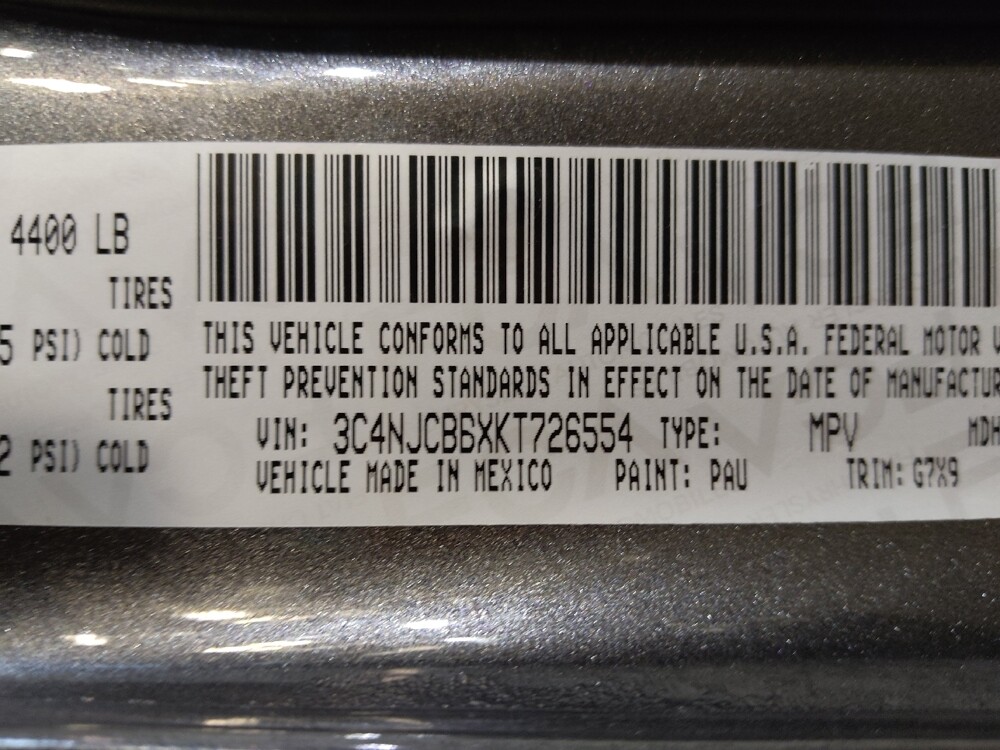 4400 LB
TIRES
5 PSI) COLD
TIRES
2 PSI) COLD
THIS VEHICLE CONFORMS TO ALL APPLICABLE U.S.A. FEDERAL MOTOR V
THEFT PREVENTION STANDARDS IN EFFECT ON THE DATE OF MANUFACTUR
VIN: 3C4NJCBBXKT726554 TYPE: MPV MDH
VEHICLE MADE IN MEXICO PAINT: PAU TRIM: G7X9